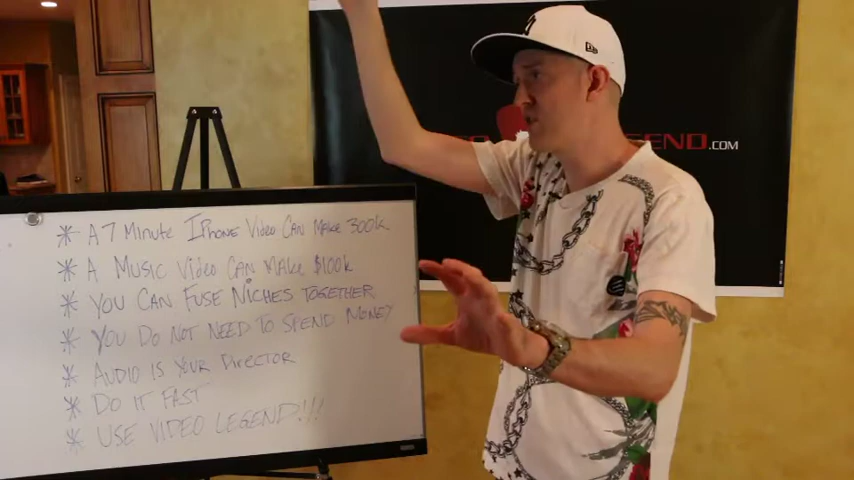 END.COM
* A 7 MINUTE IPHONE VIDEO CAN MAKE 300K
* A MUSIC VIDEO CAN MAKE $100K
* YOU CAN FUSE NICHES TOGETHER
* YOU DO NOT NEED TO SPEND MONEY
* AUDIO IS YOUR DIRECTOR
* DO IT FAST
* USE VIDEO LEGEND!!!